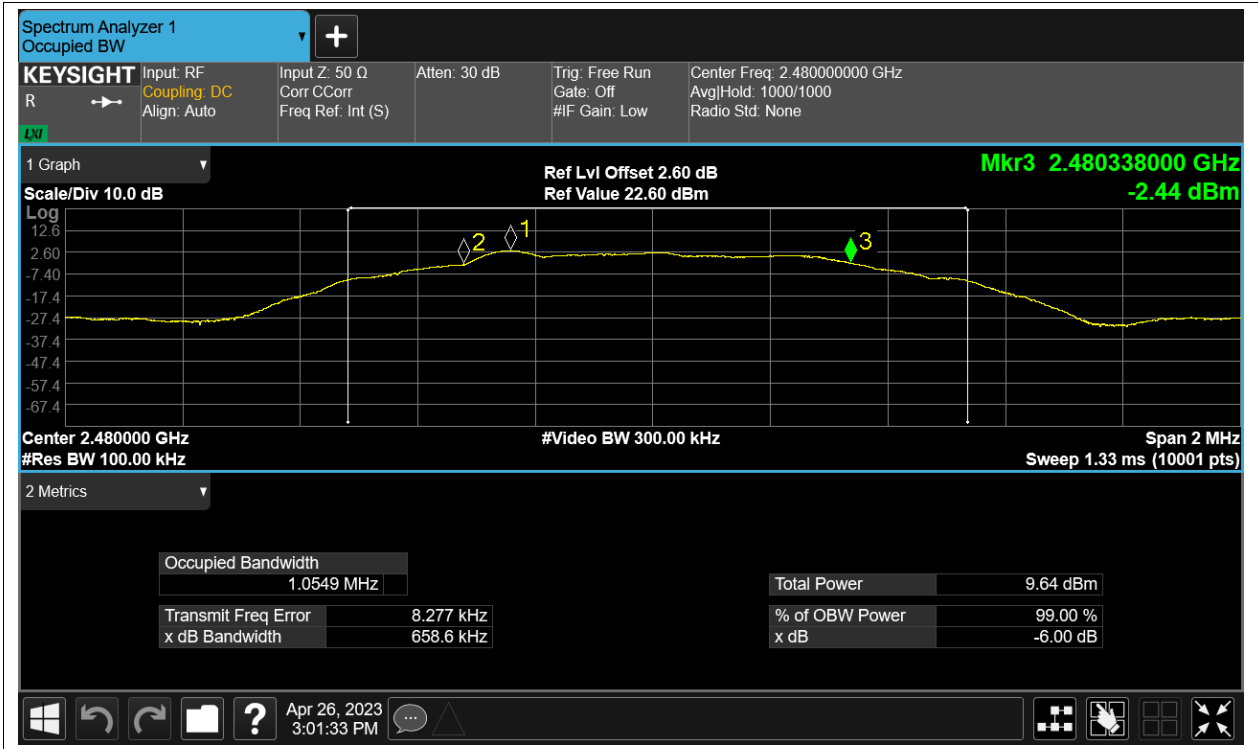 Spectrum Analyzer 1
Occupied BW
KEYSIGHT
R
LXI
Input: RF
Coupling: DC
Align: Auto
Input Z: 50 Ω
Corr CCorr
Freq Ref: Int (S)
Atten: 30 dB
Trig: Free Run
Gate: Off
#IF Gain: Low
Center Freq: 2.480000000 GHz
Avg|Hold: 1000/1000
Radio Std: None
1 Graph
Scale/Div 10.0 dB
Ref Lvl Offset 2.60 dB
Ref Value 22.60 dBm
Mkr3 2.480338000 GHz
-2.44 dBm
Log
12.6
2.60
-7.40
-17.4
-27.4
-37.4
-47.4
-57.4
-67.4
2
1
3
Center 2.480000 GHz
#Video BW 300.00 kHz
Span 2 MHz
#Res BW 100.00 kHz
Sweep 1.33 ms (10001 pts)
2 Metrics
Occupied Bandwidth
1.0549 MHz
Transmit Freq Error 8.277 kHz
x dB Bandwidth 658.6 kHz
Total Power 9.64 dBm
% of OBW Power 99.00 %
x dB -6.00 dB
?
Apr 26, 2023
3:01:33 PM